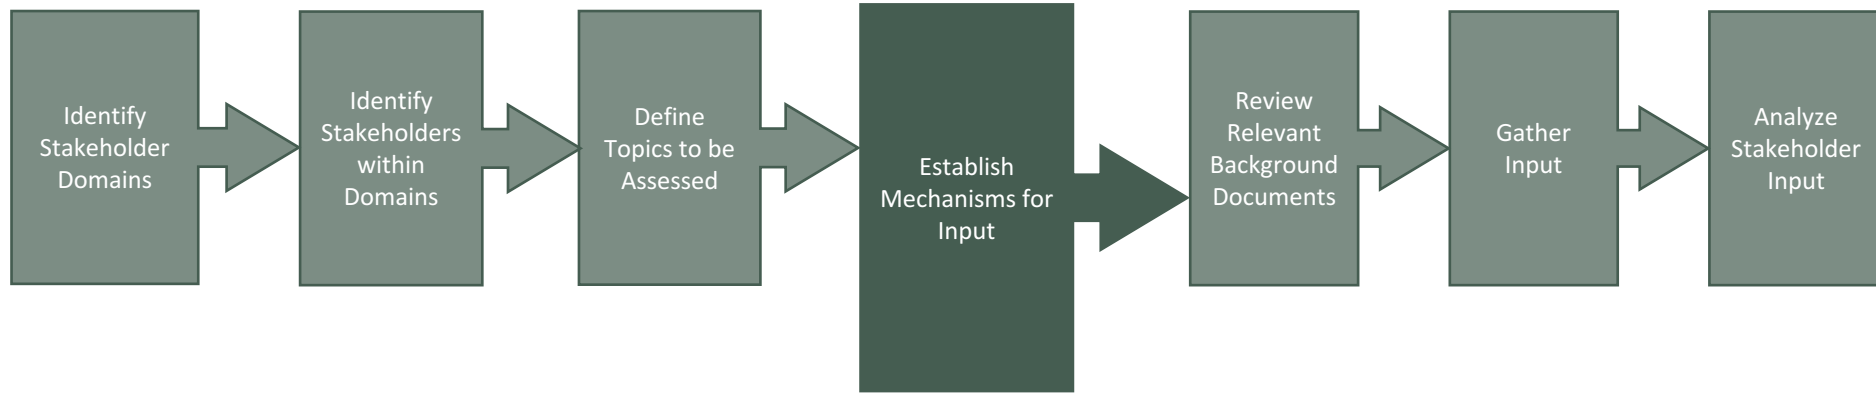 Identify
Stakeholder
Domains
Identify
Stakeholders
within
Domains
Define
Topics to be
Assessed
Establish
Mechanisms for
Input
Review
Relevant
Background
Documents
Gather
Input
Analyze
Stakeholder
Input